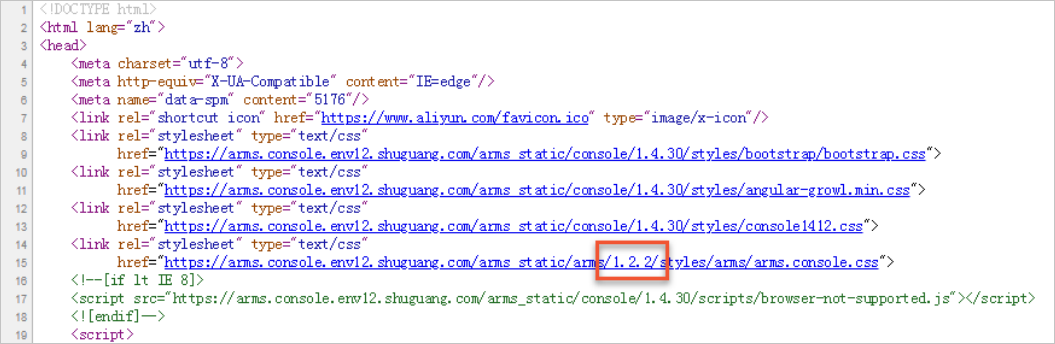 1 <!DOCTYPE html>
2 <html lang="zh">
3 <head>
4 <meta charset="utf-8">
5 <meta http-equiv="X-UA-Compatible" content="IE=edge"/>
6 <meta name="data-spm" content="5176"/>
7 <link rel="shortcut icon" href="https://www.aliyun.com/favicon.ico" type="image/x-icon"/>
8 <link rel="stylesheet" type="text/css"
9 href="https://arms.console.env12.shuguang.com/arms_static/console/1.4.30/styles/bootstrap/bootstrap.css">
10 <link rel="stylesheet" type="text/css"
11 href="https://arms.console.env12.shuguang.com/arms_static/console/1.4.30/styles/angular-growl.min.css">
12 <link rel="stylesheet" type="text/css"
13 href="https://arms.console.env12.shuguang.com/arms_static/console/1.4.30/styles/console1412.css">
14 <link rel="stylesheet" type="text/css"
15 href="https://arms.console.env12.shuguang.com/arms_static/arms/1.2.2/styles/arms/arms.console.css">
16 <!--[if lt IE 8]>
17 <script src="https://arms.console.env12.shuguang.com/arms_static/console/1.4.30/scripts/browser-not-supported.js"></script>
18 <![endif]-->
19 <script>